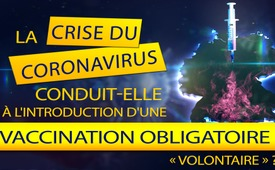 LA CRISE DU
CORONAVIRUS
CONDUIT-ELLE
À L'INTRODUCTION D'UNE
VACCINATION OBLIGATOIRE
« VOLONTAIRE » ?